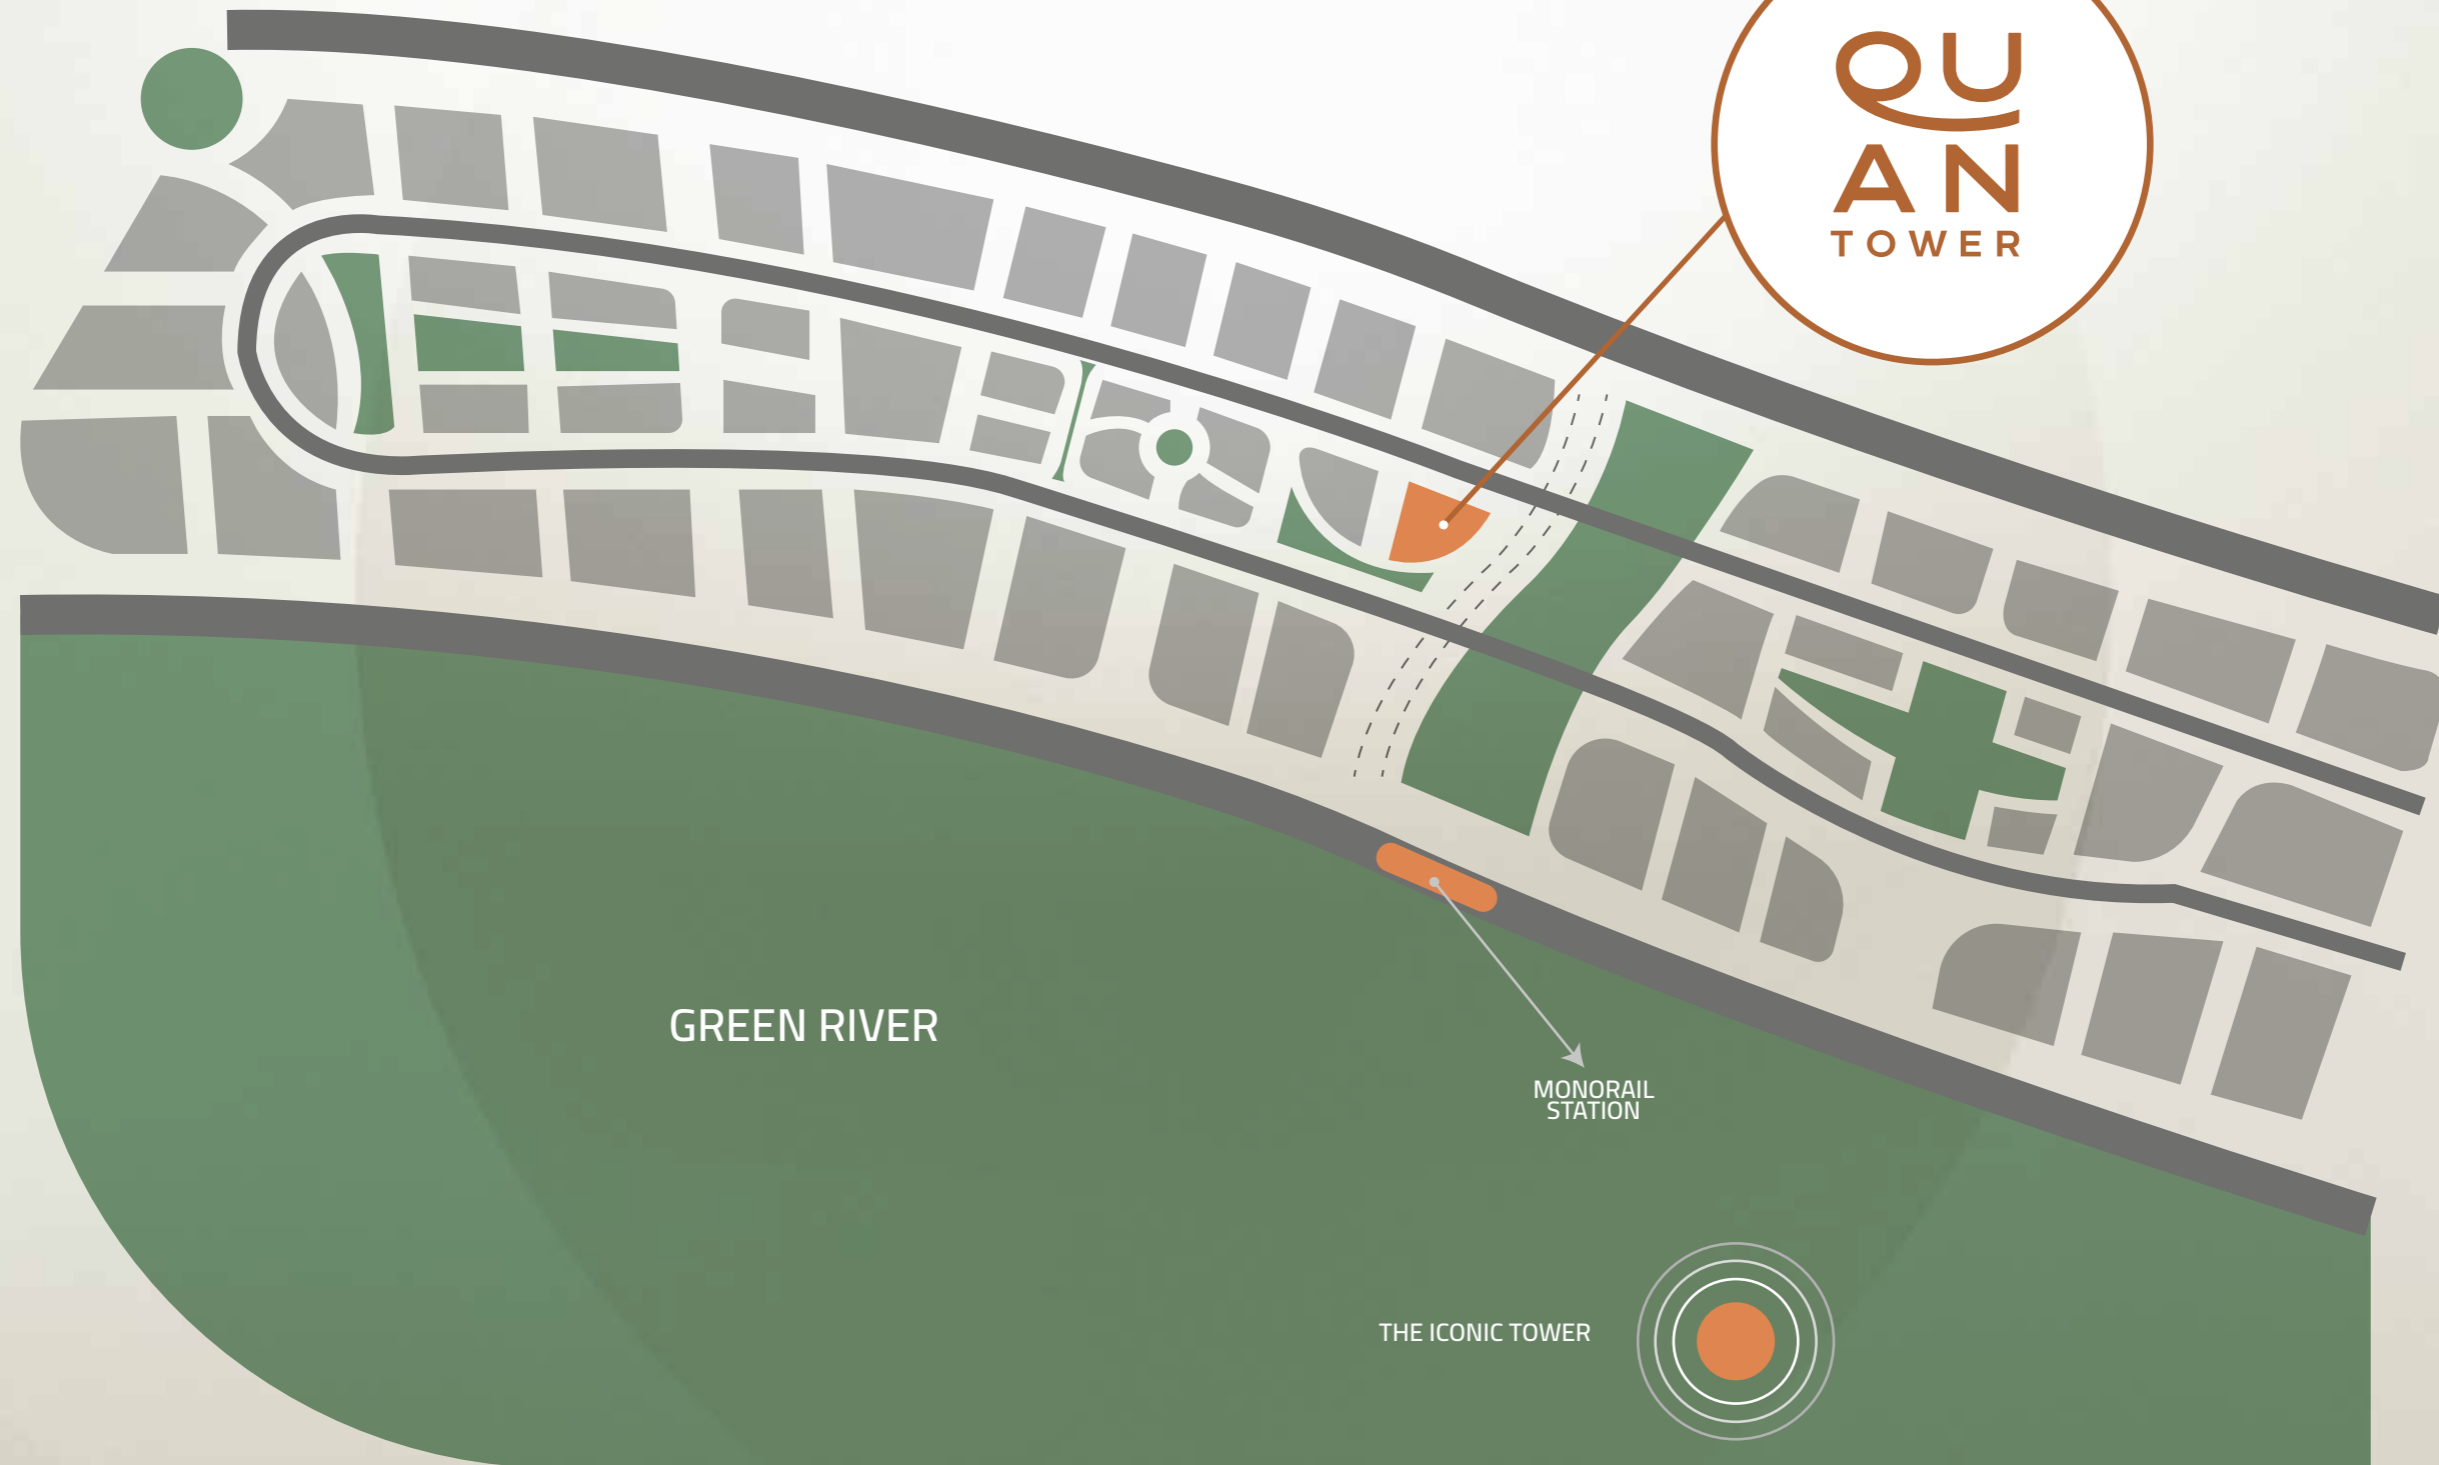 QU
AN
TOWER
GREEN RIVER
MONORAIL
STATION
THE ICONIC TOWER